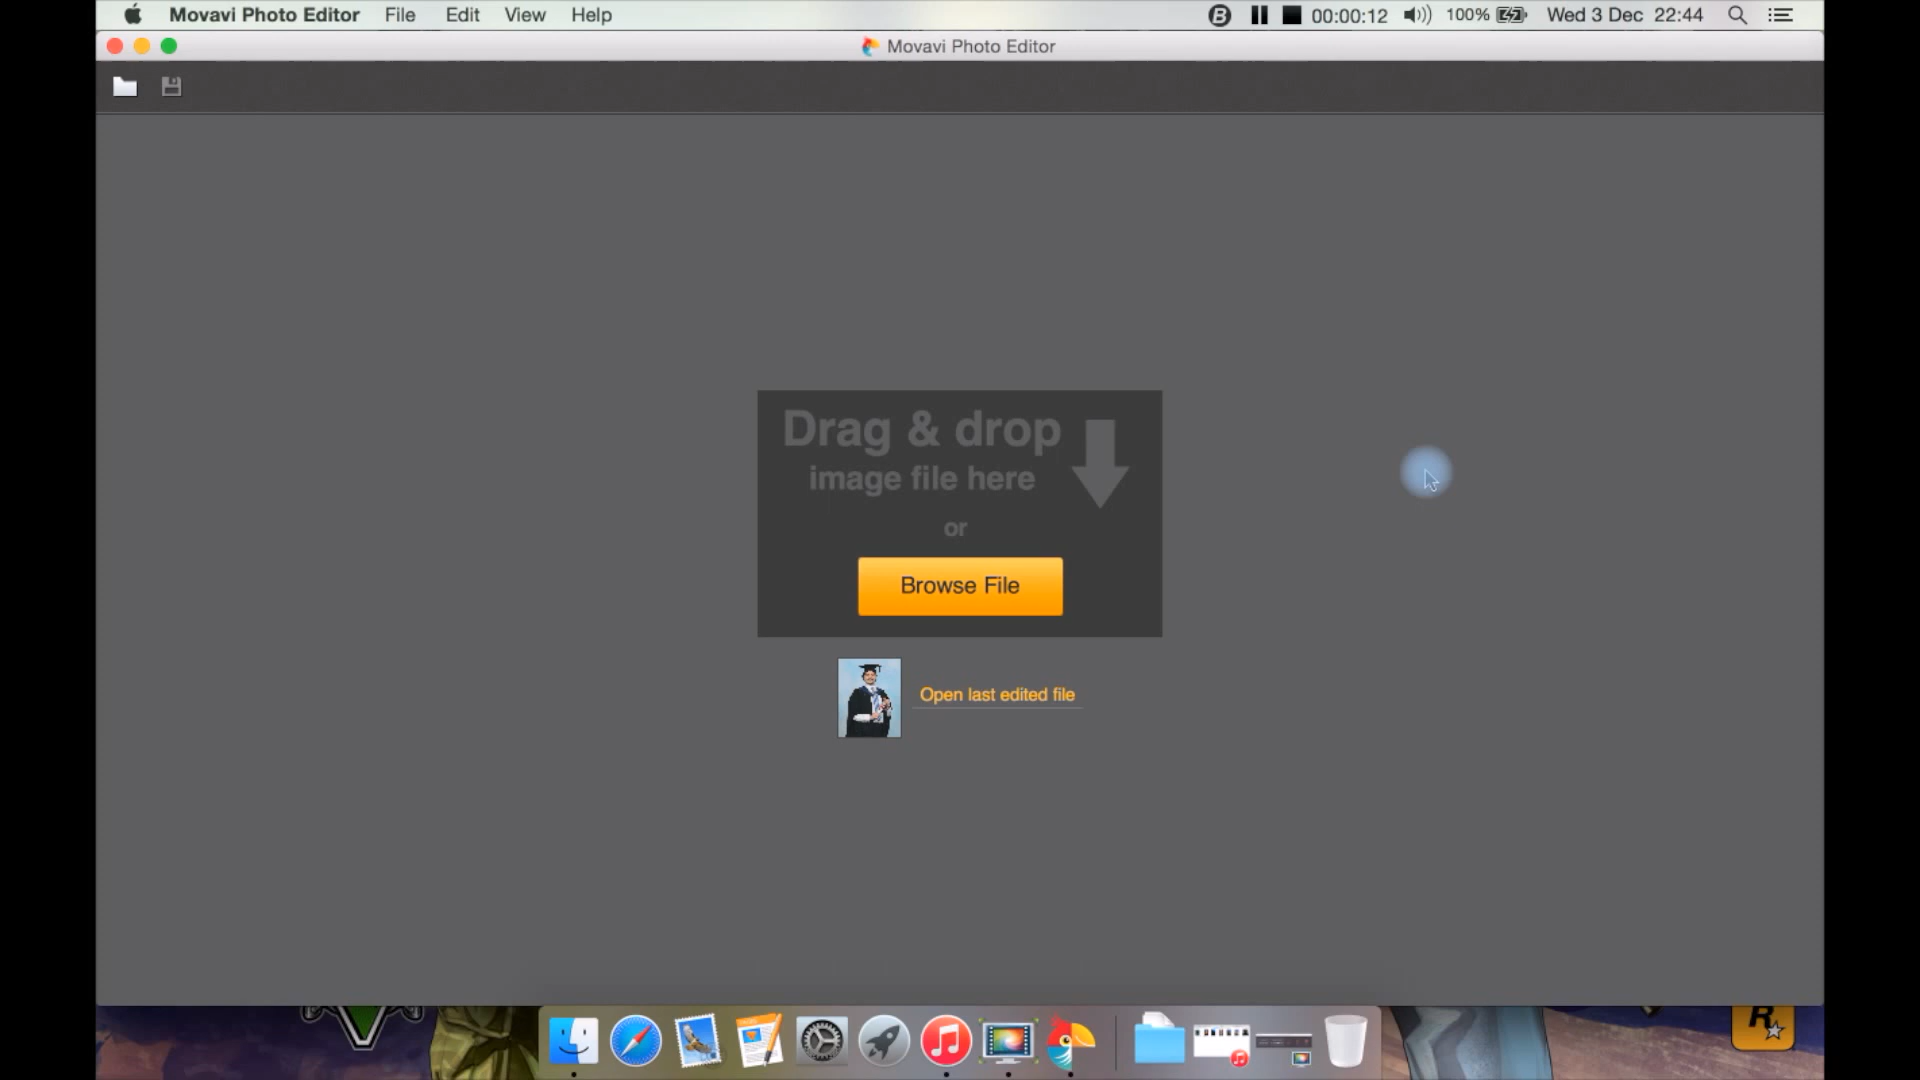 Movavi Photo Editor File Edit View Help 00:00:12 100% Wed 3 Dec 22:44
Movavi Photo Editor
Drag & drop
image file here
or
Browse File
Open last edited file